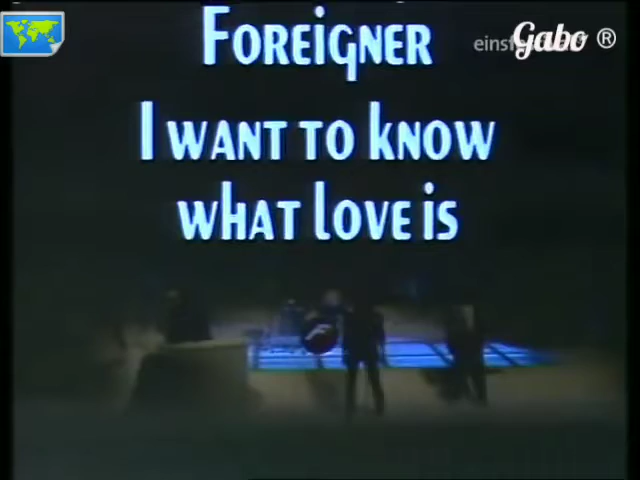 Foreigner
Gabo ®
I want to know
what love is